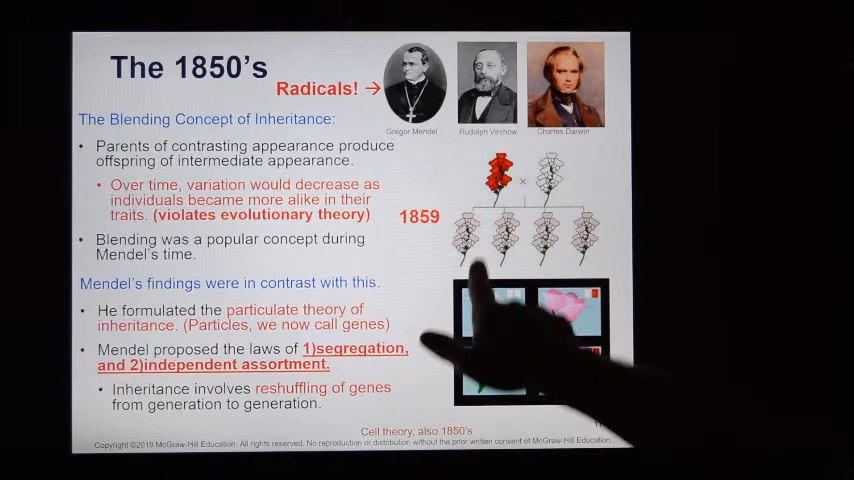 The 1850's
Radicals! →
Gregor Mendel
Rudolph Virchow
Charles Darwin
The Blending Concept of Inheritance:
• Parents of contrasting appearance produce
offspring of intermediate appearance.
• Over time, variation would decrease as
individuals became more alike in their
traits. (violates evolutionary theory)
×
1859
• Blending was a popular concept during
Mendel's time.
Mendel's findings were in contrast with this.
• He formulated the particulate theory of
inheritance. (Particles, we now call genes)
• Mendel proposed the laws of 1)segregation,
and 2)independent assortment.
• Inheritance involves reshuffling of genes
from generation to generation.
Cell theory, also 1850's
Copyright ©2019 McGraw-Hill Education. All rights reserved. No reproduction or distribution without the prior written consent of McGraw-Hill Education.